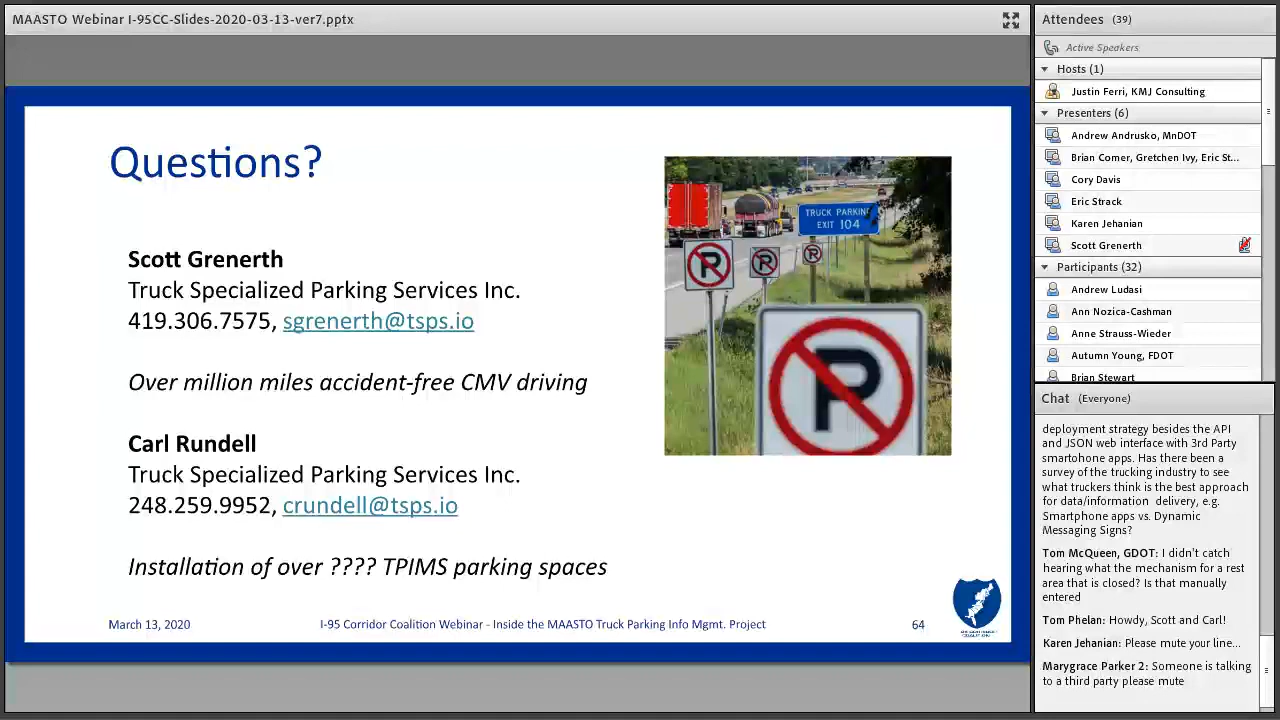 MAASTO Webinar I-95CC-Slides-2020-03-13-ver7.pptx
Questions?
Scott Grenerth
Truck Specialized Parking Services Inc.
419.306.7575, sgrenerth@tsps.io
Over million miles accident-free CMV driving
Carl Rundell
Truck Specialized Parking Services Inc.
248.259.9952, crundell@tsps.io
Installation of over ???? TPIMS parking spaces
TRUCK PARKING
EXIT 104
P
P
P
P
March 13, 2020
I-95 Corridor Coalition Webinar - Inside the MAASTO Truck Parking Info Mgmt. Project
64
Attendees (39)
Active Speakers
Hosts (1)
Justin Ferri, KMJ Consulting
Presenters (6)
Andrew Andrusko, MnDOT
Brian Comer, Gretchen Ivy, Eric St...
Cory Davis
Eric Strack
Karen Jehanian
Scott Grenerth
Participants (32)
Andrew Ludasi
Ann Nozica-Cashman
Anne Strauss-Wieder
Autumn Young, FDOT
Brian Stewart
Chat (Everyone)
deployment strategy besides the API
and JSON web interface with 3rd Party
smartohone apps. Has there been a
survey of the trucking industry to see
what truckers think is the best approach
for data/information delivery, e.g.
Smartphone apps vs. Dynamic
Messaging Signs?
Tom McQueen, GDOT: I didn't catch
hearing what the mechanism for a rest
area that is closed? Is that manually
entered
Tom Phelan: Howdy, Scott and Carl!
Karen Jehanian: Please mute your line...
Marygrace Parker 2: Someone is talking
to a third party please mute